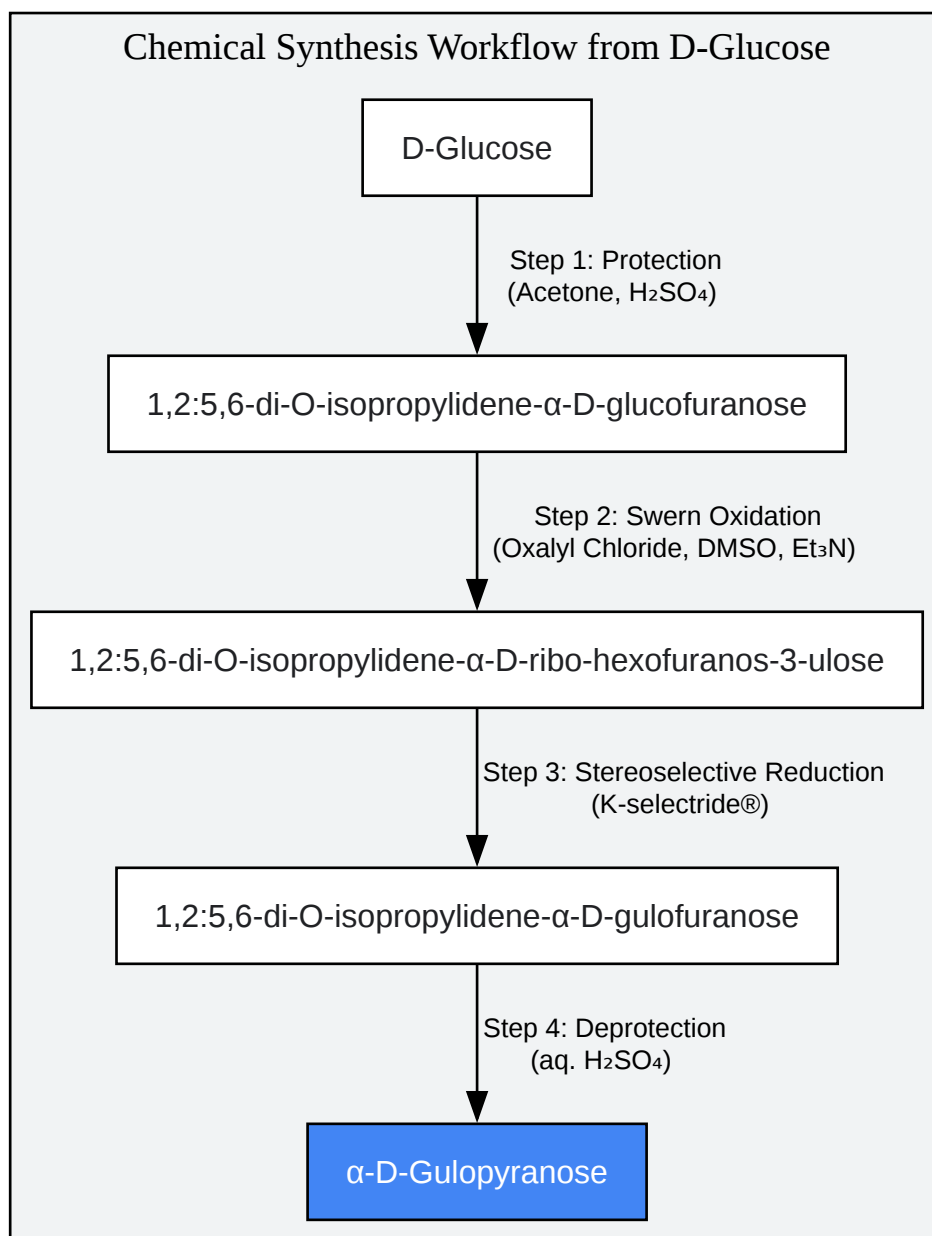 Chemical Synthesis Workflow from D-Glucose
D-Glucose
Step 1: Protection
(Acetone, H₂SO₄)
1,2:5,6-di-O-isopropylidene-α-D-glucofuranose
Step 2: Swern Oxidation
(Oxalyl Chloride, DMSO, Et₃N)
1,2:5,6-di-O-isopropylidene-α-D-ribo-hexofuranos-3-ulose
Step 3: Stereoselective Reduction
(K-selectride®)
1,2:5,6-di-O-isopropylidene-α-D-gulofuranose
Step 4: Deprotection
(aq. H₂SO₄)
α-D-Gulopyranose